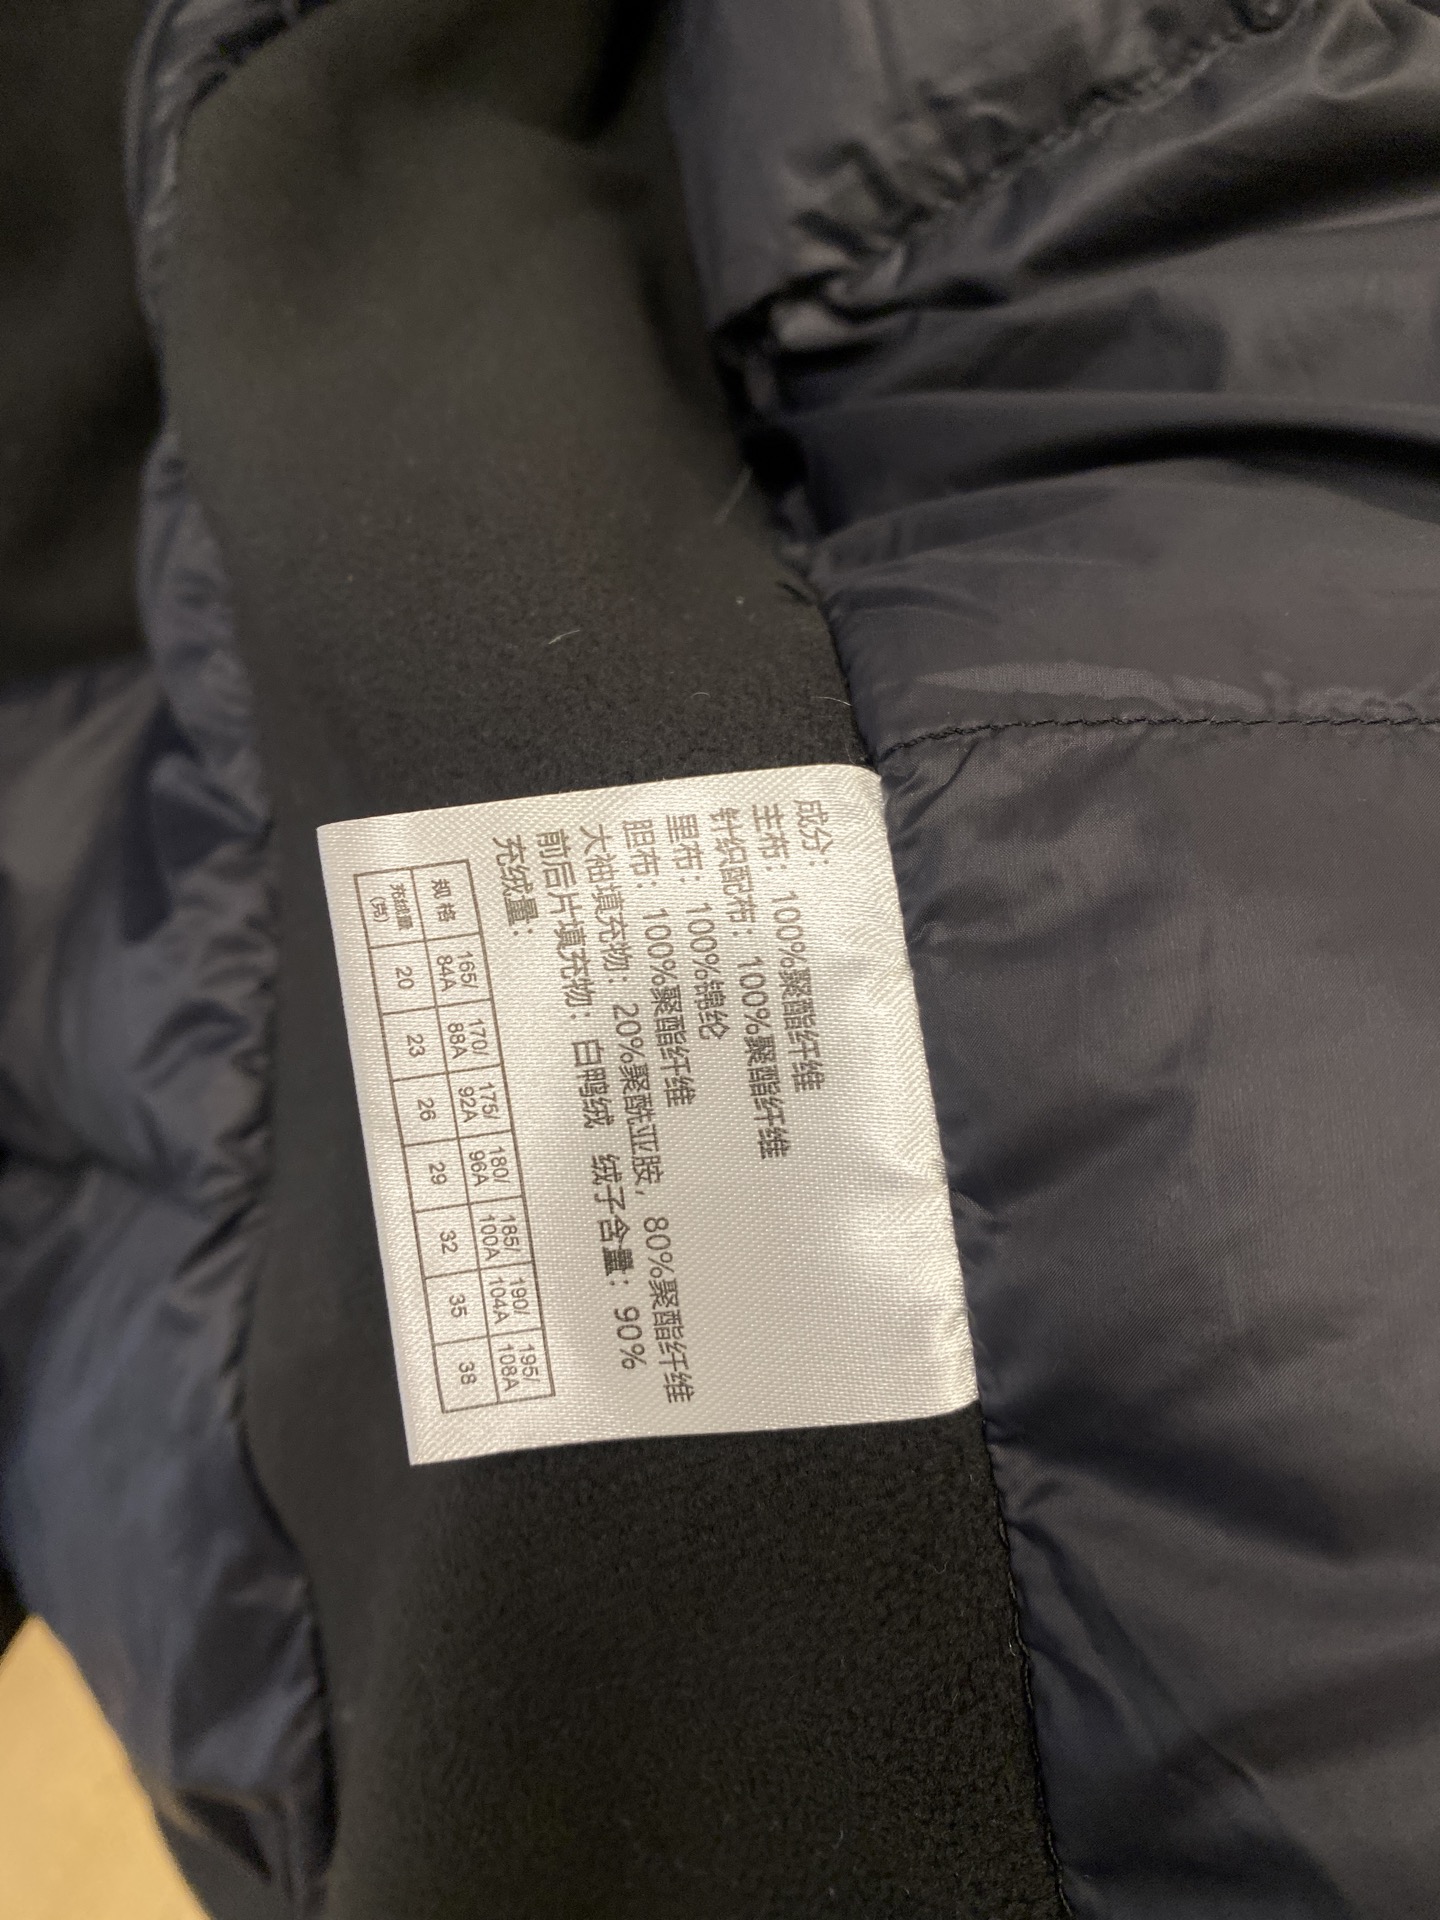 成分：
主布：100%聚酯纤维
针织配布：100%聚酯纤维
里布：100%锦纶
胆布：100%聚酯纤维
大袖填充物：20%聚酰亚胺，80%聚酯纤维
前后片填充物：白鸭绒 绒子含量：90%
充绒量：
规格 165/84A 170/88A 175/92A 180/96A 185/100A 190/104A 195/108A
充绒量(克) 20 23 26 29 32 35 38